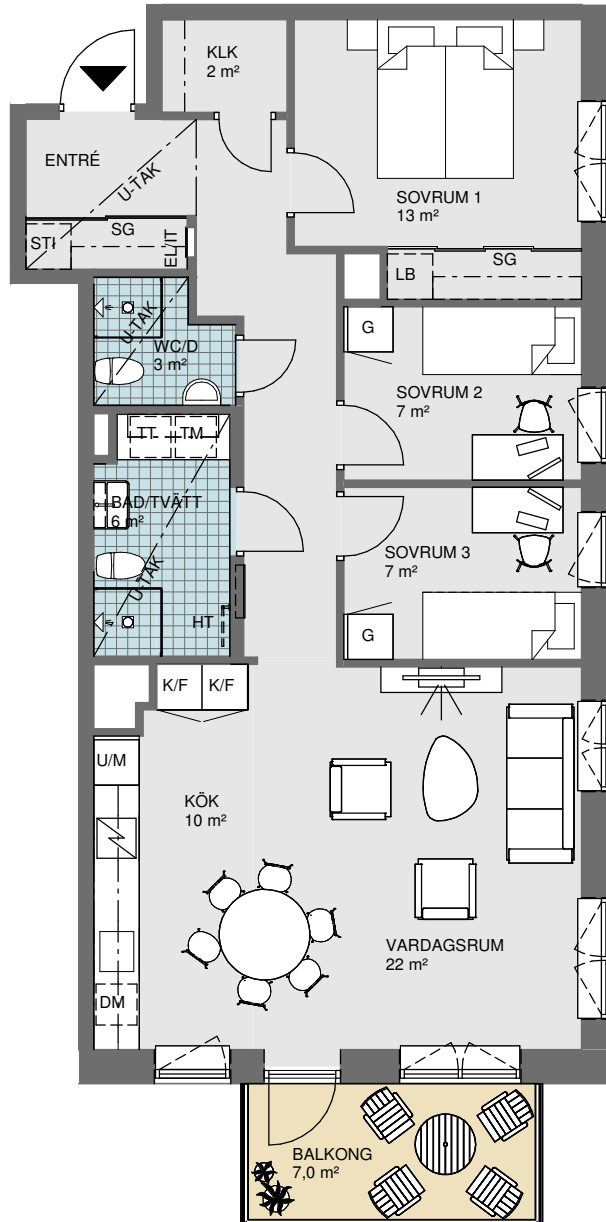 KLK
2 m²
ENTRÉ
U-TAK
SOVRUM 1
13 m²
STÄ
SG
EL/IT
LB
SG
U-TAK
WC/D
3 m²
G
SOVRUM 2
7 m²
TT
TM
BAD/TVÄTT
6 m²
SOVRUM 3
7 m²
U-TAK
HT
G
K/F
K/F
U/M
KÖK
10 m²
VARDAGSRUM
22 m²
DM
BALKONG
7,0 m²